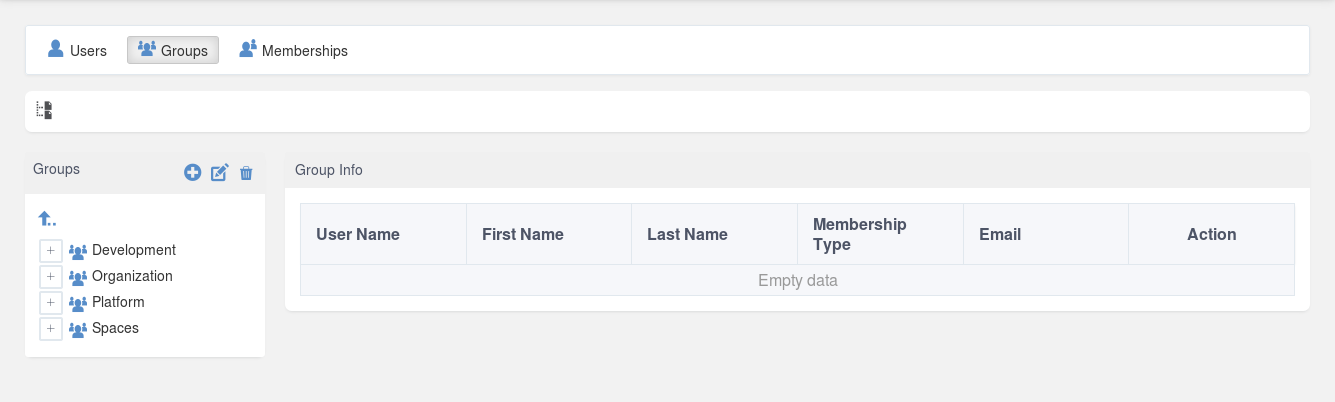 Users Groups Memberships
Groups
Group Info
..
Development
Organization
Platform
Spaces
User Name First Name Last Name Membership Type Email Action
Empty data